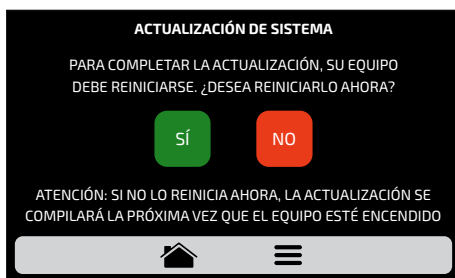 ACTUALIZACIÓN DE SISTEMA
PARA COMPLETAR LA ACTUALIZACIÓN, SU EQUIPO
DEBE REINICIARSE. ¿DESEA REINICIARLO AHORA?
SÍ NO
ATENCIÓN: SI NO LO REINICIA AHORA, LA ACTUALIZACIÓN SE
COMPILARÁ LA PRÓXIMA VEZ QUE EL EQUIPO ESTÉ ENCENDIDO